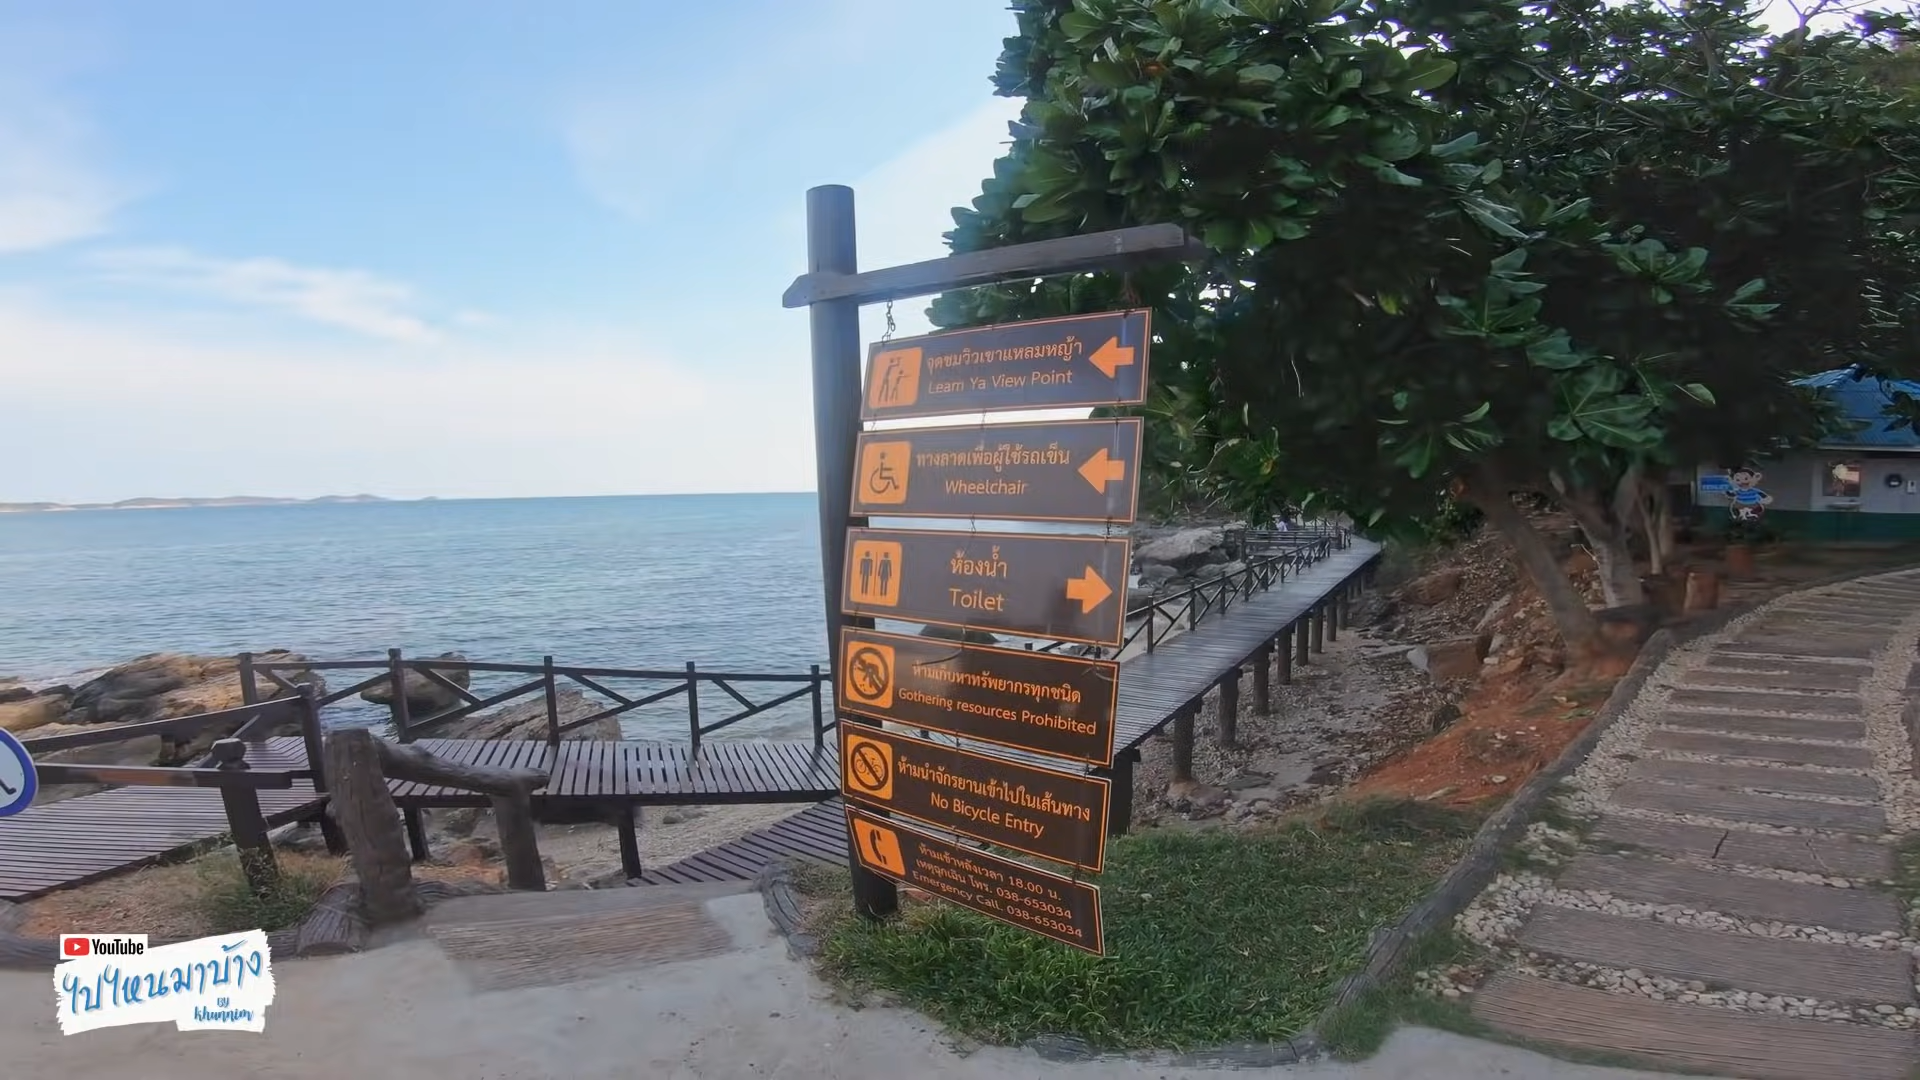 จุดชมวิวเขาแหลมหญ้า
Leam Ya View Point
ทางลาดเพื่อผู้ใช้รถเข็น
Wheelchair
ห้องน้ำ
Toilet
ห้ามเก็บหาทรัพยากรทุกชนิด
Gothering resources Prohibited
ห้ามนำจักรยานเข้าไปในเส้นทาง
No Bicycle Entry
ห้ามเข้าหลังเวลา 18.00 น.
เหตุฉุกเฉิน โทร. 038-653034
Emergency Call. 038-653034
YouTube
ไปไหนมาบ้าง
BY
khunnim